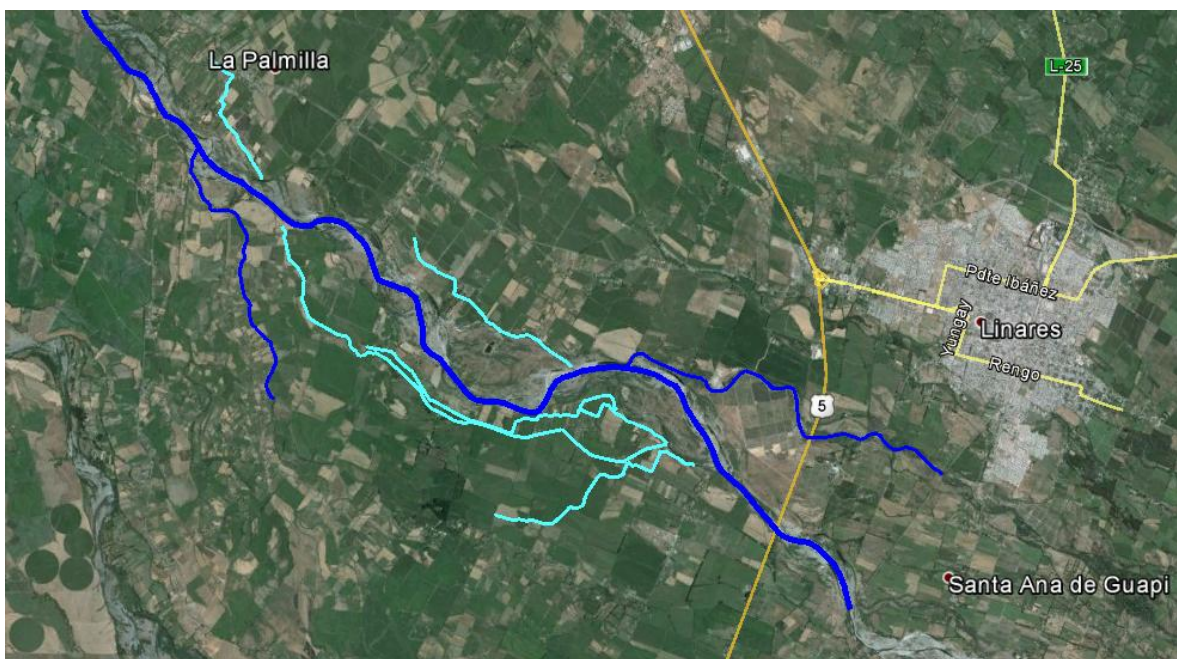 La Palmilla
L-25
Pdte Ibáñez
Yungay
Linares
Rengo
5
Santa Ana de Guapi